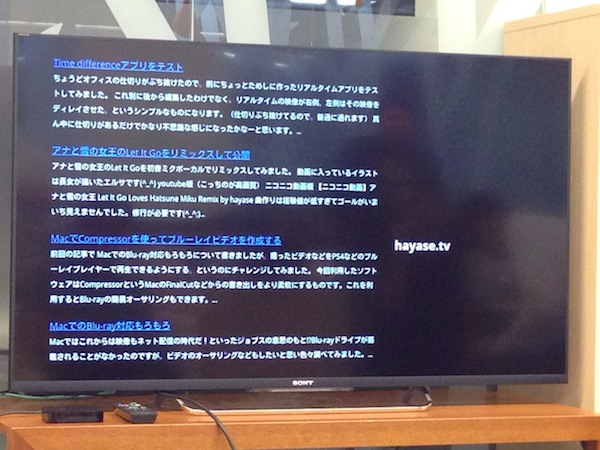 Time differenceアプリをテスト
ちょうどオフィスの仕切りがぶち抜けたので、前にちょっとためしに作ったリアルタイムアプリをテス
トしてみました。 これ別に後から編集したわけでなく、リアルタイムの映像が右側、左側はその映像を
ディレイさせた、というシンプルなものになります。（仕切りぶち抜けてるので、普通に通れます） 真
ん中に仕切りがあるだけでかなり不思議な感じになったかなーと思います。...
アナと雪の女王のLet It Goをリミックスして公開
アナと雪の女王のLet It Goを初音ミクボーカルでリミックスしてみました。 動画に入っているイラスト
は長女が描いたエルサです(^_^) youtube版（こっちのが高画質） ニコニコ動画版 【ニコニコ動画】ア
ナと雪の女王 Let It Go Loves Hatsune Miku Remix by hayase 曲作りは経験値が低すぎてゴールがいま
いち見えませんでした。修行が必要です(^_^;)...
MacでCompressorを使ってブルーレイビデオを作成する
前回の記事で MacでのBlu-ray対応もろもろについて書きましたが、撮ったビデオなどをPS4などのブル
ーレイプレイヤーで再生できるようにする、というのにチャレンジしてみました。 今回利用したソフト
ウェアはCompressorというMacのFinalCutなどからの書き出しをより柔軟にするものです。これを利
用するとBlu-rayの簡易オーサリングもできます。...
hayase.tv
MacでのBlu-ray対応もろもろ
Macではこれからは映像もネット配信の時代だ！といったジョブスの意思のもと!?Blu-rayドライブが搭
載されることがなかったのですが、ビデオのオーサリングなどもしたいと思い色々調べてみました。...
SONY